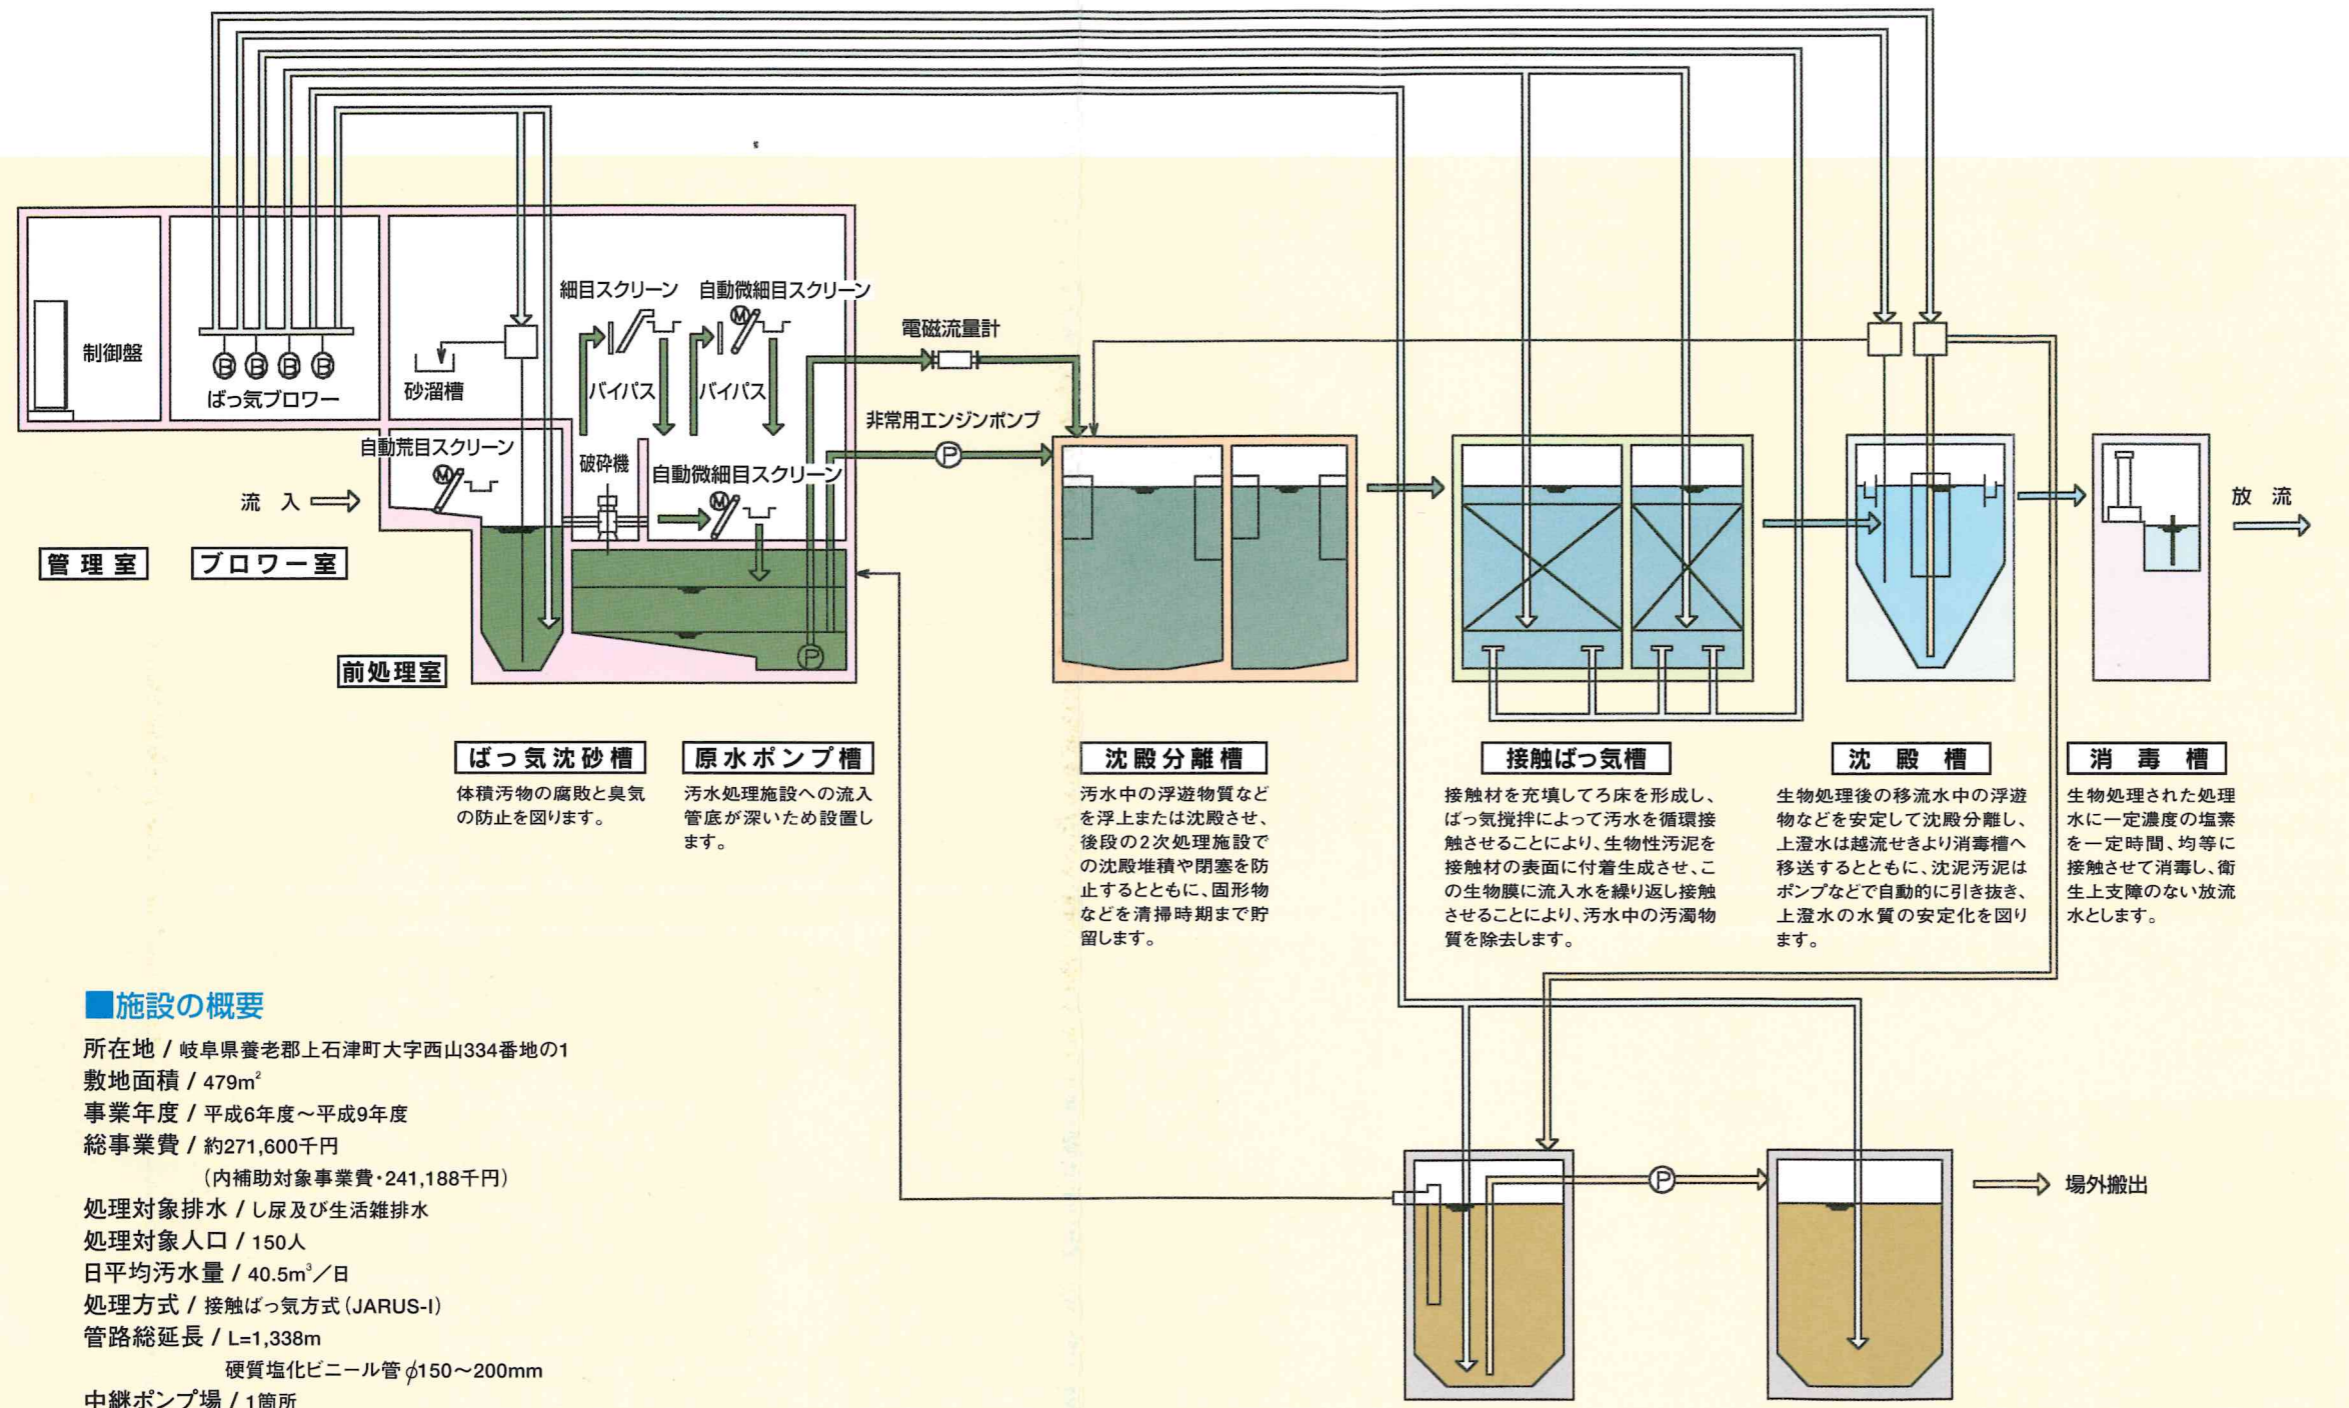 制御盤
ばっ気ブロワー
B B B B
砂溜槽
細目スクリーン
自動微細目スクリーン
M
バイパス
バイパス
電磁流量計
非常用エンジンポンプ
P
自動荒目スクリーン
M
破砕機
自動微細目スクリーン
M
P
流 入
放 流
管理室
ブロワー室
前処理室
ばっ気沈砂槽
体積汚物の腐敗と臭気
の防止を図ります。
原水ポンプ槽
汚水処理施設への流入
管底が深いため設置し
ます。
沈殿分離槽
汚水中の浮遊物質など
を浮上または沈殿させ、
後段の2次処理施設で
の沈殿堆積や閉塞を防
止するとともに、固形物
などを清掃時期まで貯
留します。
接触ばっ気槽
接触材を充填してろ床を形成し、
ばっ気撹拌によって汚水を循環接
触させることにより、生物性汚泥を
接触材の表面に付着生成させ、こ
の生物膜に流入水を繰り返し接触
させることにより、汚水中の汚濁物
質を除去します。
沈 殿 槽
生物処理後の移流水中の浮遊
物などを安定して沈殿分離し、
上澄水は越流せきより消毒槽へ
移送するとともに、沈泥汚泥は
ポンプなどで自動的に引き抜き、
上澄水の水質の安定化を図り
ます。
消 毒 槽
生物処理された処理
水に一定濃度の塩素
を一定時間、均等に
接触させて消毒し、衛
生上支障のない放流
水とします。
■施設の概要
所在地 / 岐阜県養老郡上石津町大字西山334番地の1
敷地面積 / 479m²
事業年度 / 平成6年度～平成9年度
総事業費 / 約271,600千円
（内補助対象事業費・241,188千円）
処理対象排水 / し尿及び生活雑排水
処理対象人口 / 150人
日平均汚水量 / 40.5m³／日
処理方式 / 接触ばっ気方式（JARUS-I）
管路総延長 / L=1,338m
硬質塩化ビニール管φ150～200mm
中継ポンプ場 / 1箇所
P
場外搬出